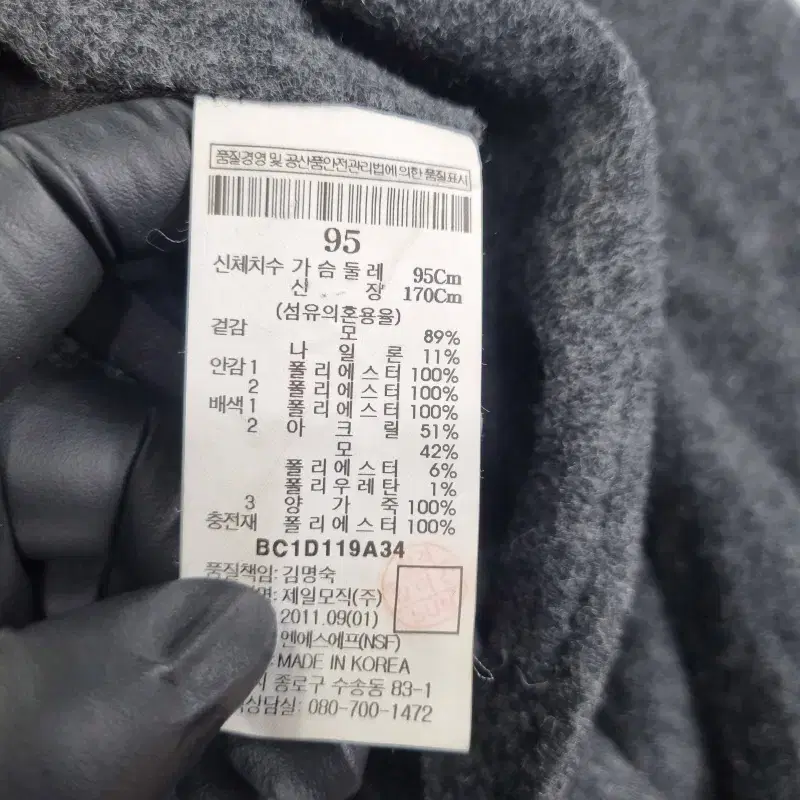 품질경영 및 공산품안전관리법에 의한 품질표시
95
신체치수 가슴둘레 95Cm
신장 170Cm
(섬유의혼용율)
겉감 모 89%
나일론 11%
안감 1 폴리에스터 100%
2 폴리에스터 100%
배색 1 폴리에스터 100%
2 아크릴 51%
모 42%
폴리에스터 6%
폴리우레탄 1%
3 양가죽 100%
충전재 폴리에스터 100%
BC1D119A34
품질책임: 김명숙
제일모직(주)
2011.09(01)
엔에스에프(NSF)
MADE IN KOREA
종로구 수송동 83-1
상담실: 080-700-1472